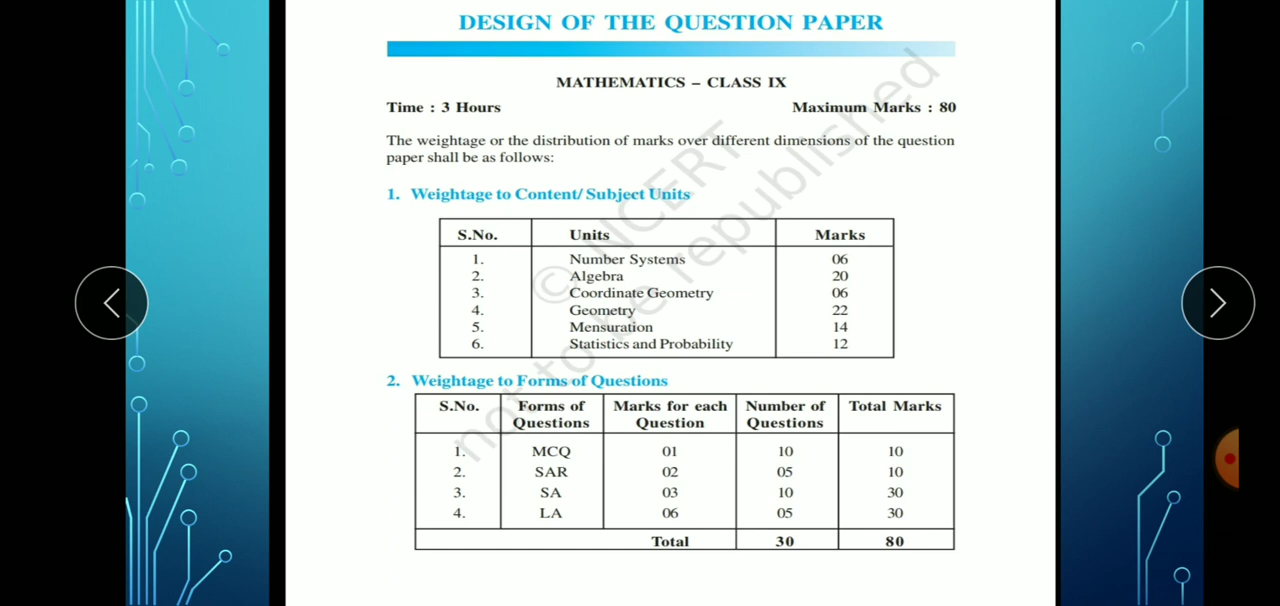 DESIGN OF THE QUESTION PAPER
MATHEMATICS – CLASS IX
Time : 3 Hours Maximum Marks : 80
The weightage or the distribution of marks over different dimensions of the question
paper shall be as follows:
1. Weightage to Content/ Subject Units
S.No. Units Marks
1. Number Systems 06
2. Algebra 20
3. Coordinate Geometry 06
4. Geometry 22
5. Mensuration 14
6. Statistics and Probability 12
2. Weightage to Forms of Questions
S.No. Forms of Questions Marks for each Question Number of Questions Total Marks
1. MCQ 01 10 10
2. SAR 02 05 10
3. SA 03 10 30
4. LA 06 05 30
Total 30 80
© NCERT
not to be republished